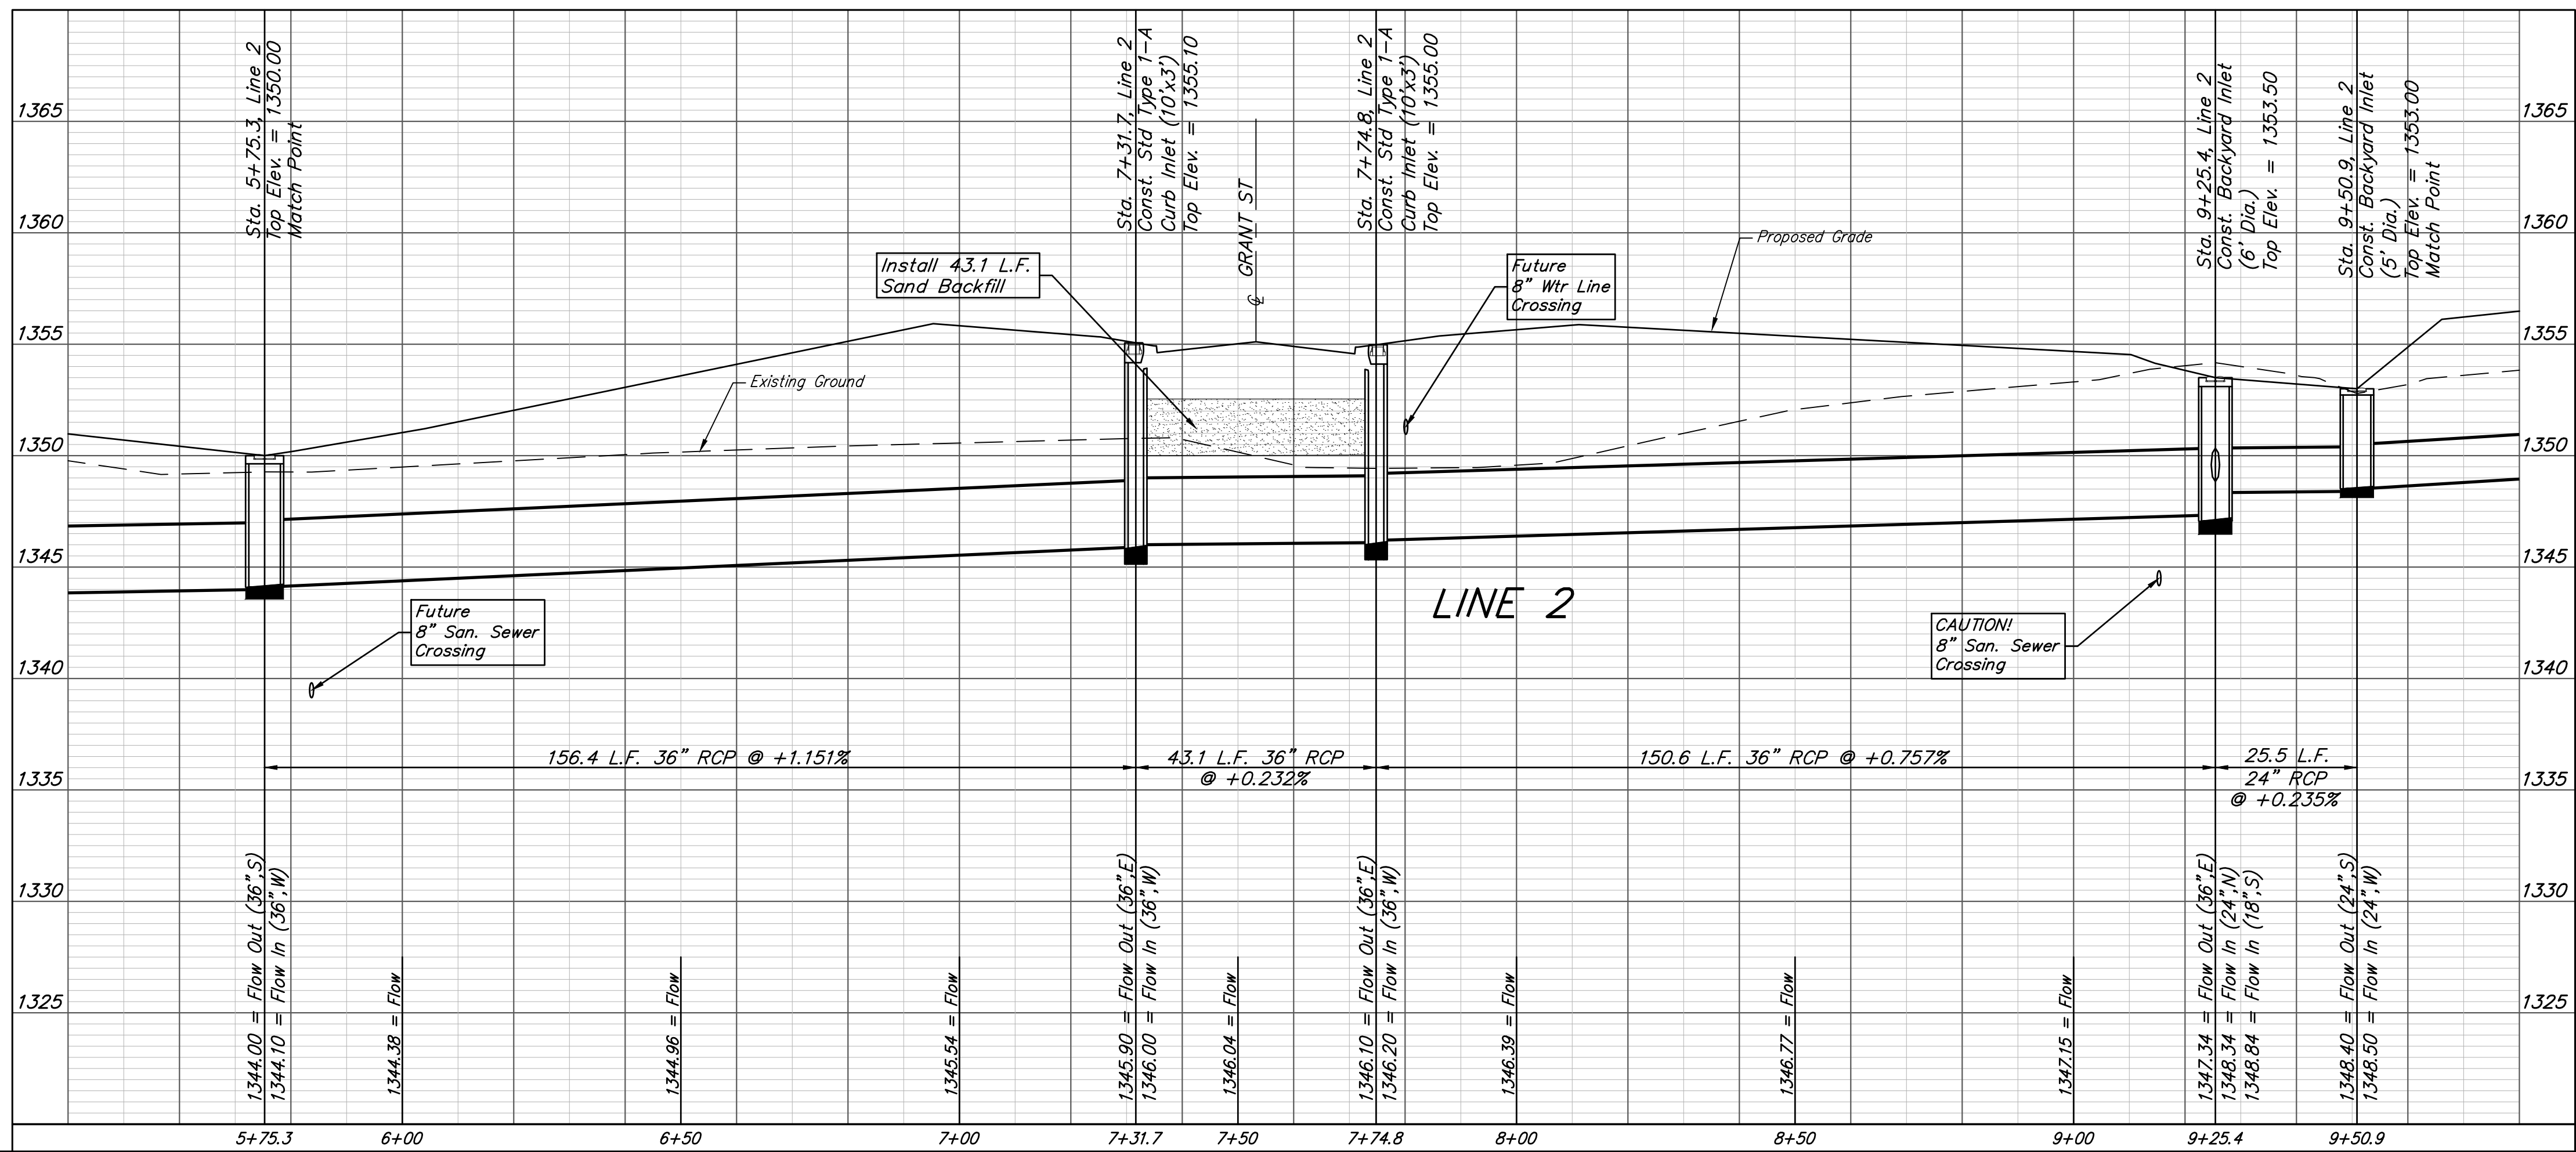 Sta. 5+75.3, Line 2
Top Elev. = 1350.00
Match Point
Sta. 7+31.7, Line 2
Const. Std Type 1-A
Curb Inlet (10'x3')
Top Elev. = 1355.10
GRANT ST
℄
Sta. 7+74.8, Line 2
Const. Std Type 1-A
Curb Inlet (10'x3')
Top Elev. = 1355.00
Sta. 9+25.4, Line 2
Const. Backyard Inlet
(6' Dia.)
Top Elev. = 1353.50
Sta. 9+50.9, Line 2
Const. Backyard Inlet
(5' Dia.)
Top Elev. = 1353.00
Match Point
1365
1365
1360
1360
Proposed Grade
Install 43.1 L.F.
Sand Backfill
Future
8" Wtr Line
Crossing
1355
1355
Existing Ground
1350
1350
1345
1345
LINE 2
Future
8" San. Sewer
Crossing
CAUTION!
8" San. Sewer
Crossing
1340
1340
156.4 L.F. 36" RCP @ +1.151%
43.1 L.F. 36" RCP
@ +0.232%
150.6 L.F. 36" RCP @ +0.757%
25.5 L.F.
24" RCP
@ +0.235%
1335
1335
1330
1330
1325
1325
1344.00 = Flow Out (36",S)
1344.10 = Flow In (36",W)
1344.38 = Flow
1344.96 = Flow
1345.54 = Flow
1345.90 = Flow Out (36",E)
1346.00 = Flow In (36",W)
1346.04 = Flow
1346.10 = Flow Out (36",E)
1346.20 = Flow In (36",W)
1346.39 = Flow
1346.77 = Flow
1347.15 = Flow
1347.34 = Flow Out (36",E)
1348.34 = Flow In (24",N)
1348.84 = Flow In (18",S)
1348.40 = Flow Out (24",S)
1348.50 = Flow In (24",W)
5+75.3
6+00
6+50
7+00
7+31.7
7+50
7+74.8
8+00
8+50
9+00
9+25.4
9+50.9